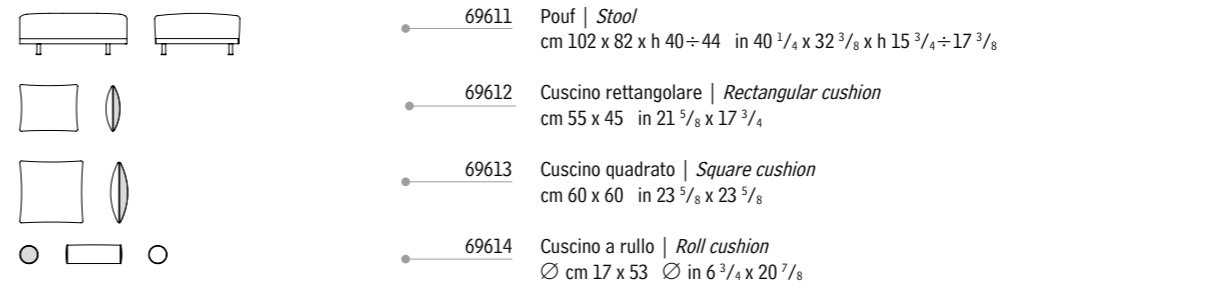 69611 Pouf | Stool
cm 102 x 82 x h 40÷44 in 40 1/4 x 32 3/8 x h 15 3/4÷17 3/8
69612 Cuscino rettangolare | Rectangular cushion
cm 55 x 45 in 21 5/8 x 17 3/4
69613 Cuscino quadrato | Square cushion
cm 60 x 60 in 23 5/8 x 23 5/8
69614 Cuscino a rullo | Roll cushion
∅ cm 17 x 53 ∅ in 6 3/4 x 20 7/8